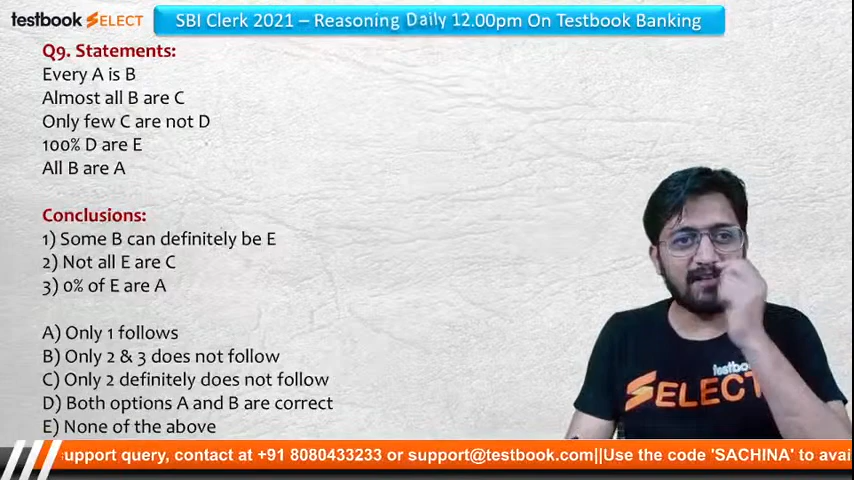 testbook SELECT
SBI Clerk 2021 – Reasoning Daily 12.00pm On Testbook Banking
Q9. Statements:
Every A is B
Almost all B are C
Only few C are not D
100% D are E
All B are A
Conclusions:
1) Some B can definitely be E
2) Not all E are C
3) 0% of E are A
A) Only 1 follows
B) Only 2 & 3 does not follow
C) Only 2 definitely does not follow
D) Both options A and B are correct
E) None of the above
testboo
SELECT
upport query, contact at +91 8080433233 or support@testbook.com||Use the code 'SACHINA' to avai